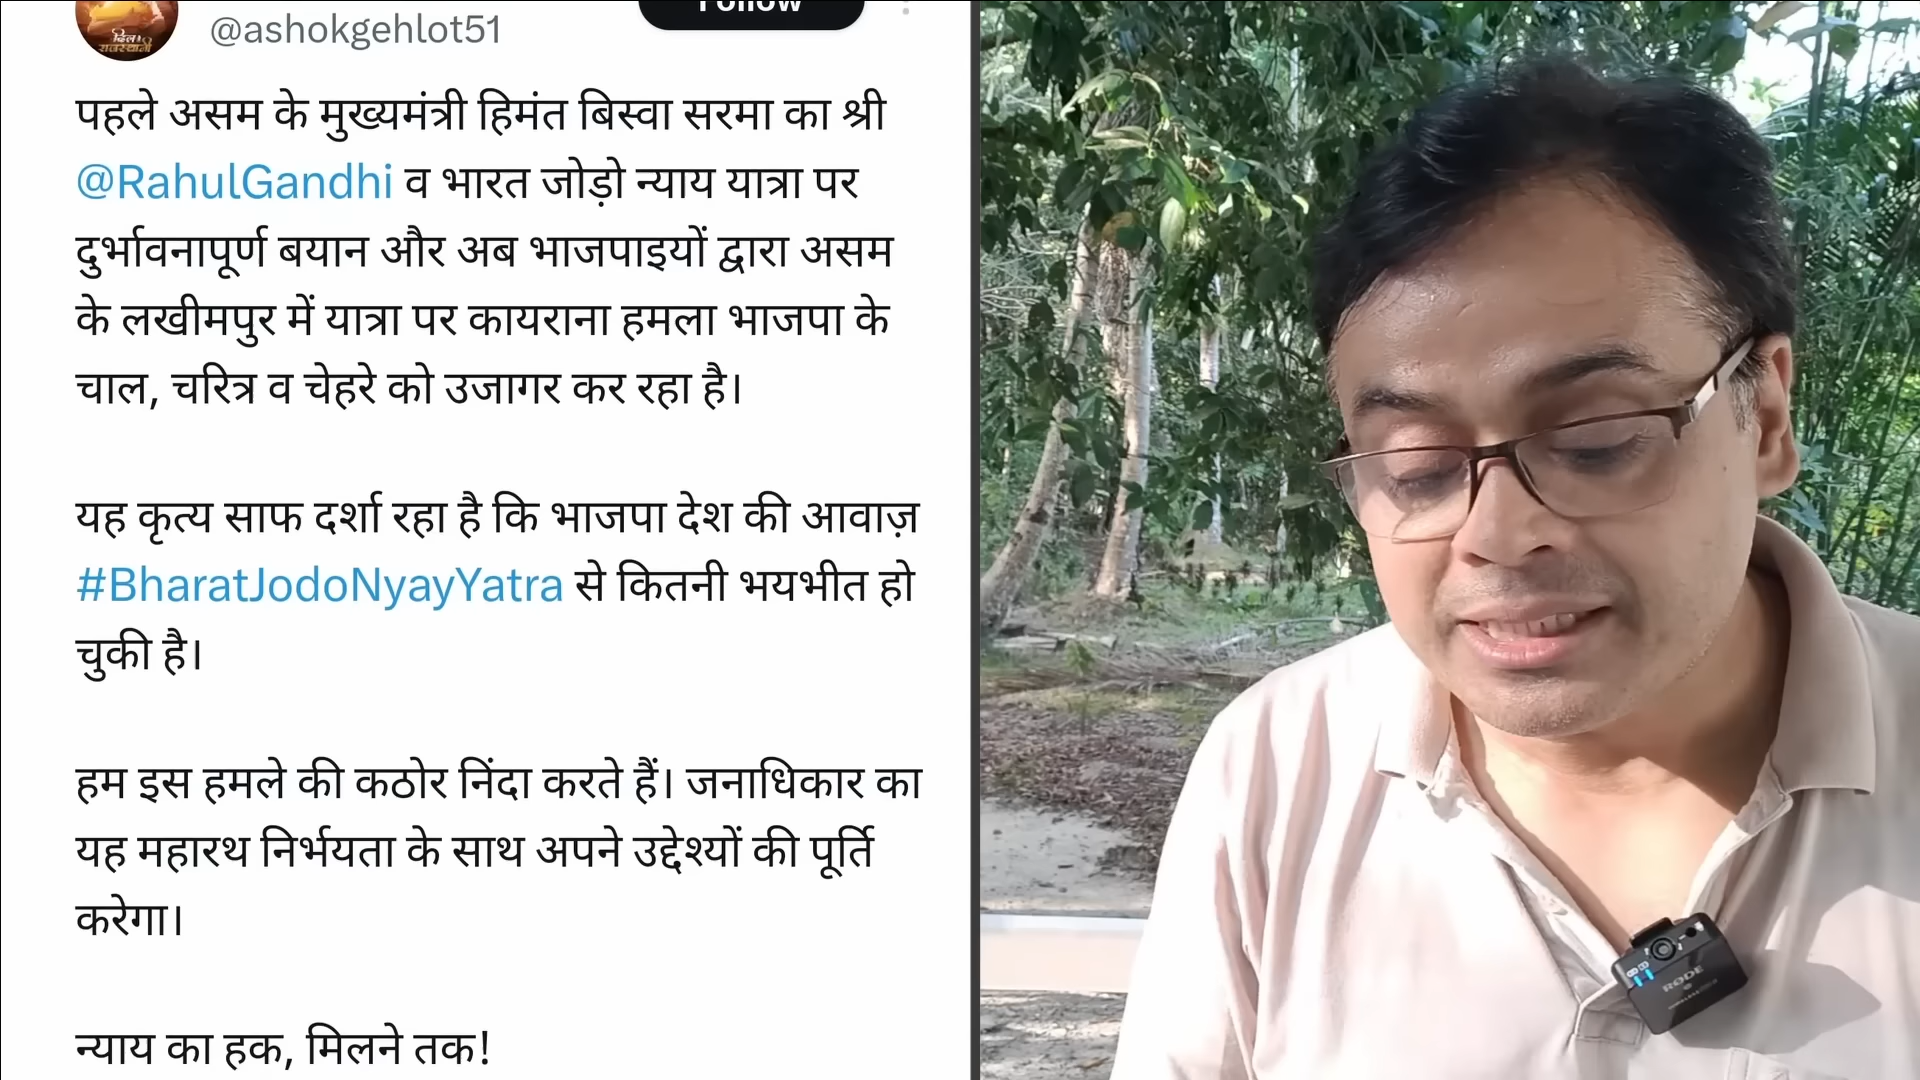 Follow
@ashokgehlot51
दिल से
राजस्थानी
पहले असम के मुख्यमंत्री हिमंत बिस्वा सरमा का श्री
@RahulGandhi व भारत जोड़ो न्याय यात्रा पर
दुर्भावनापूर्ण बयान और अब भाजपाइयों द्वारा असम
के लखीमपुर में यात्रा पर कायराना हमला भाजपा के
चाल, चरित्र व चेहरे को उजागर कर रहा है।
यह कृत्य साफ दर्शा रहा है कि भाजपा देश की आवाज़
#BharatJodoNyayYatra से कितनी भयभीत हो
चुकी है।
हम इस हमले की कठोर निंदा करते हैं। जनाधिकार का
यह महारथ निर्भयता के साथ अपने उद्देश्यों की पूर्ति
करेगा।
न्याय का हक, मिलने तक!
RODE